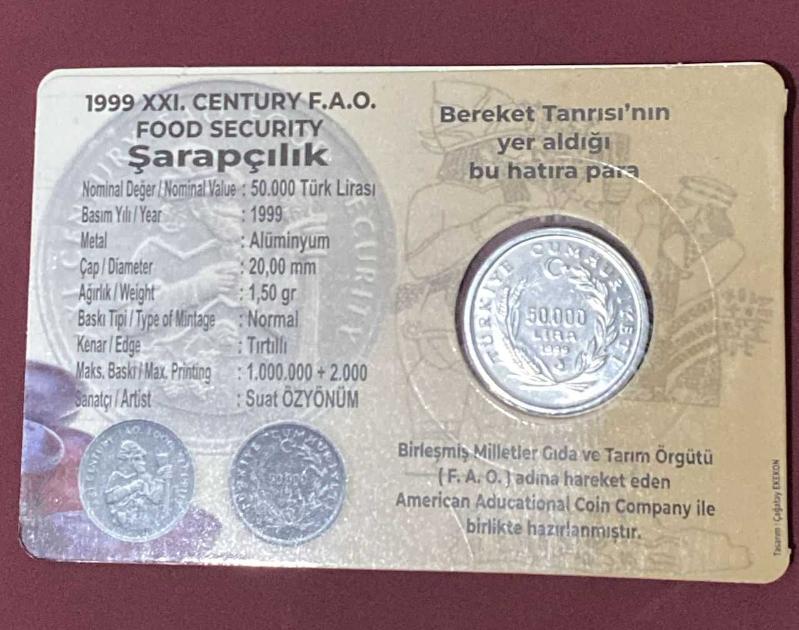 1999 XXI. CENTURY F.A.O.
FOOD SECURITY
Şarapçılık
Nominal Değer / Nominal Value : 50.000 Türk Lirası
Basım Yılı / Year : 1999
Metal : Alüminyum
Çap / Diameter : 20,00 mm
Ağırlık / Weight : 1,50 gr
Baskı Tipi / Type of Mintage : Normal
Kenar / Edge : Tırtıllı
Maks. Baskı / Max. Printing : 1.000.000 + 2.000
Sanatçı / Artist : Suat ÖZYÖNÜM
Bereket Tanrısı'nın
yer aldığı
bu hatıra para
TÜRKİYE CUMHURİYETİ
50.000
LIRA
1999
Birleşmiş Milletler Gıda ve Tarım Örgütü
( F. A. O. ) adına hareket eden
American Aducational Coin Company ile
birlikte hazırlanmıştır.
Tasarım : Çağatay EKEKON